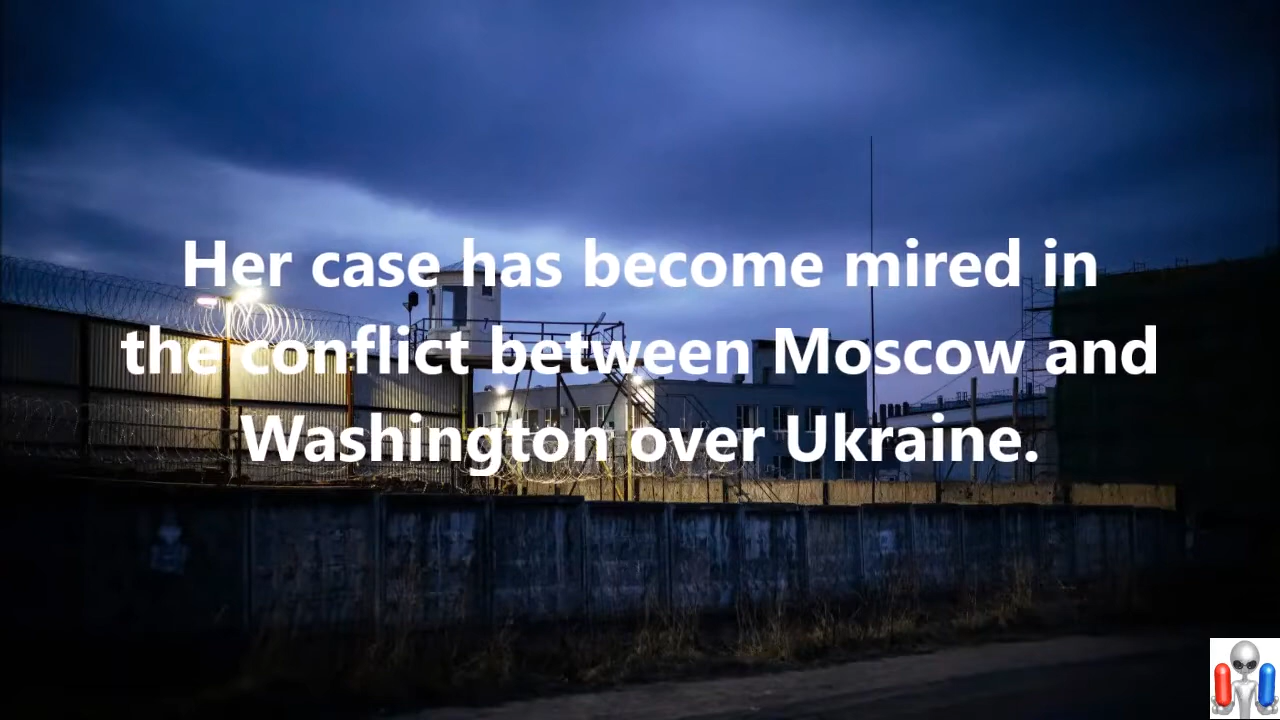 Her case has become mired in
the conflict between Moscow and
Washington over Ukraine.